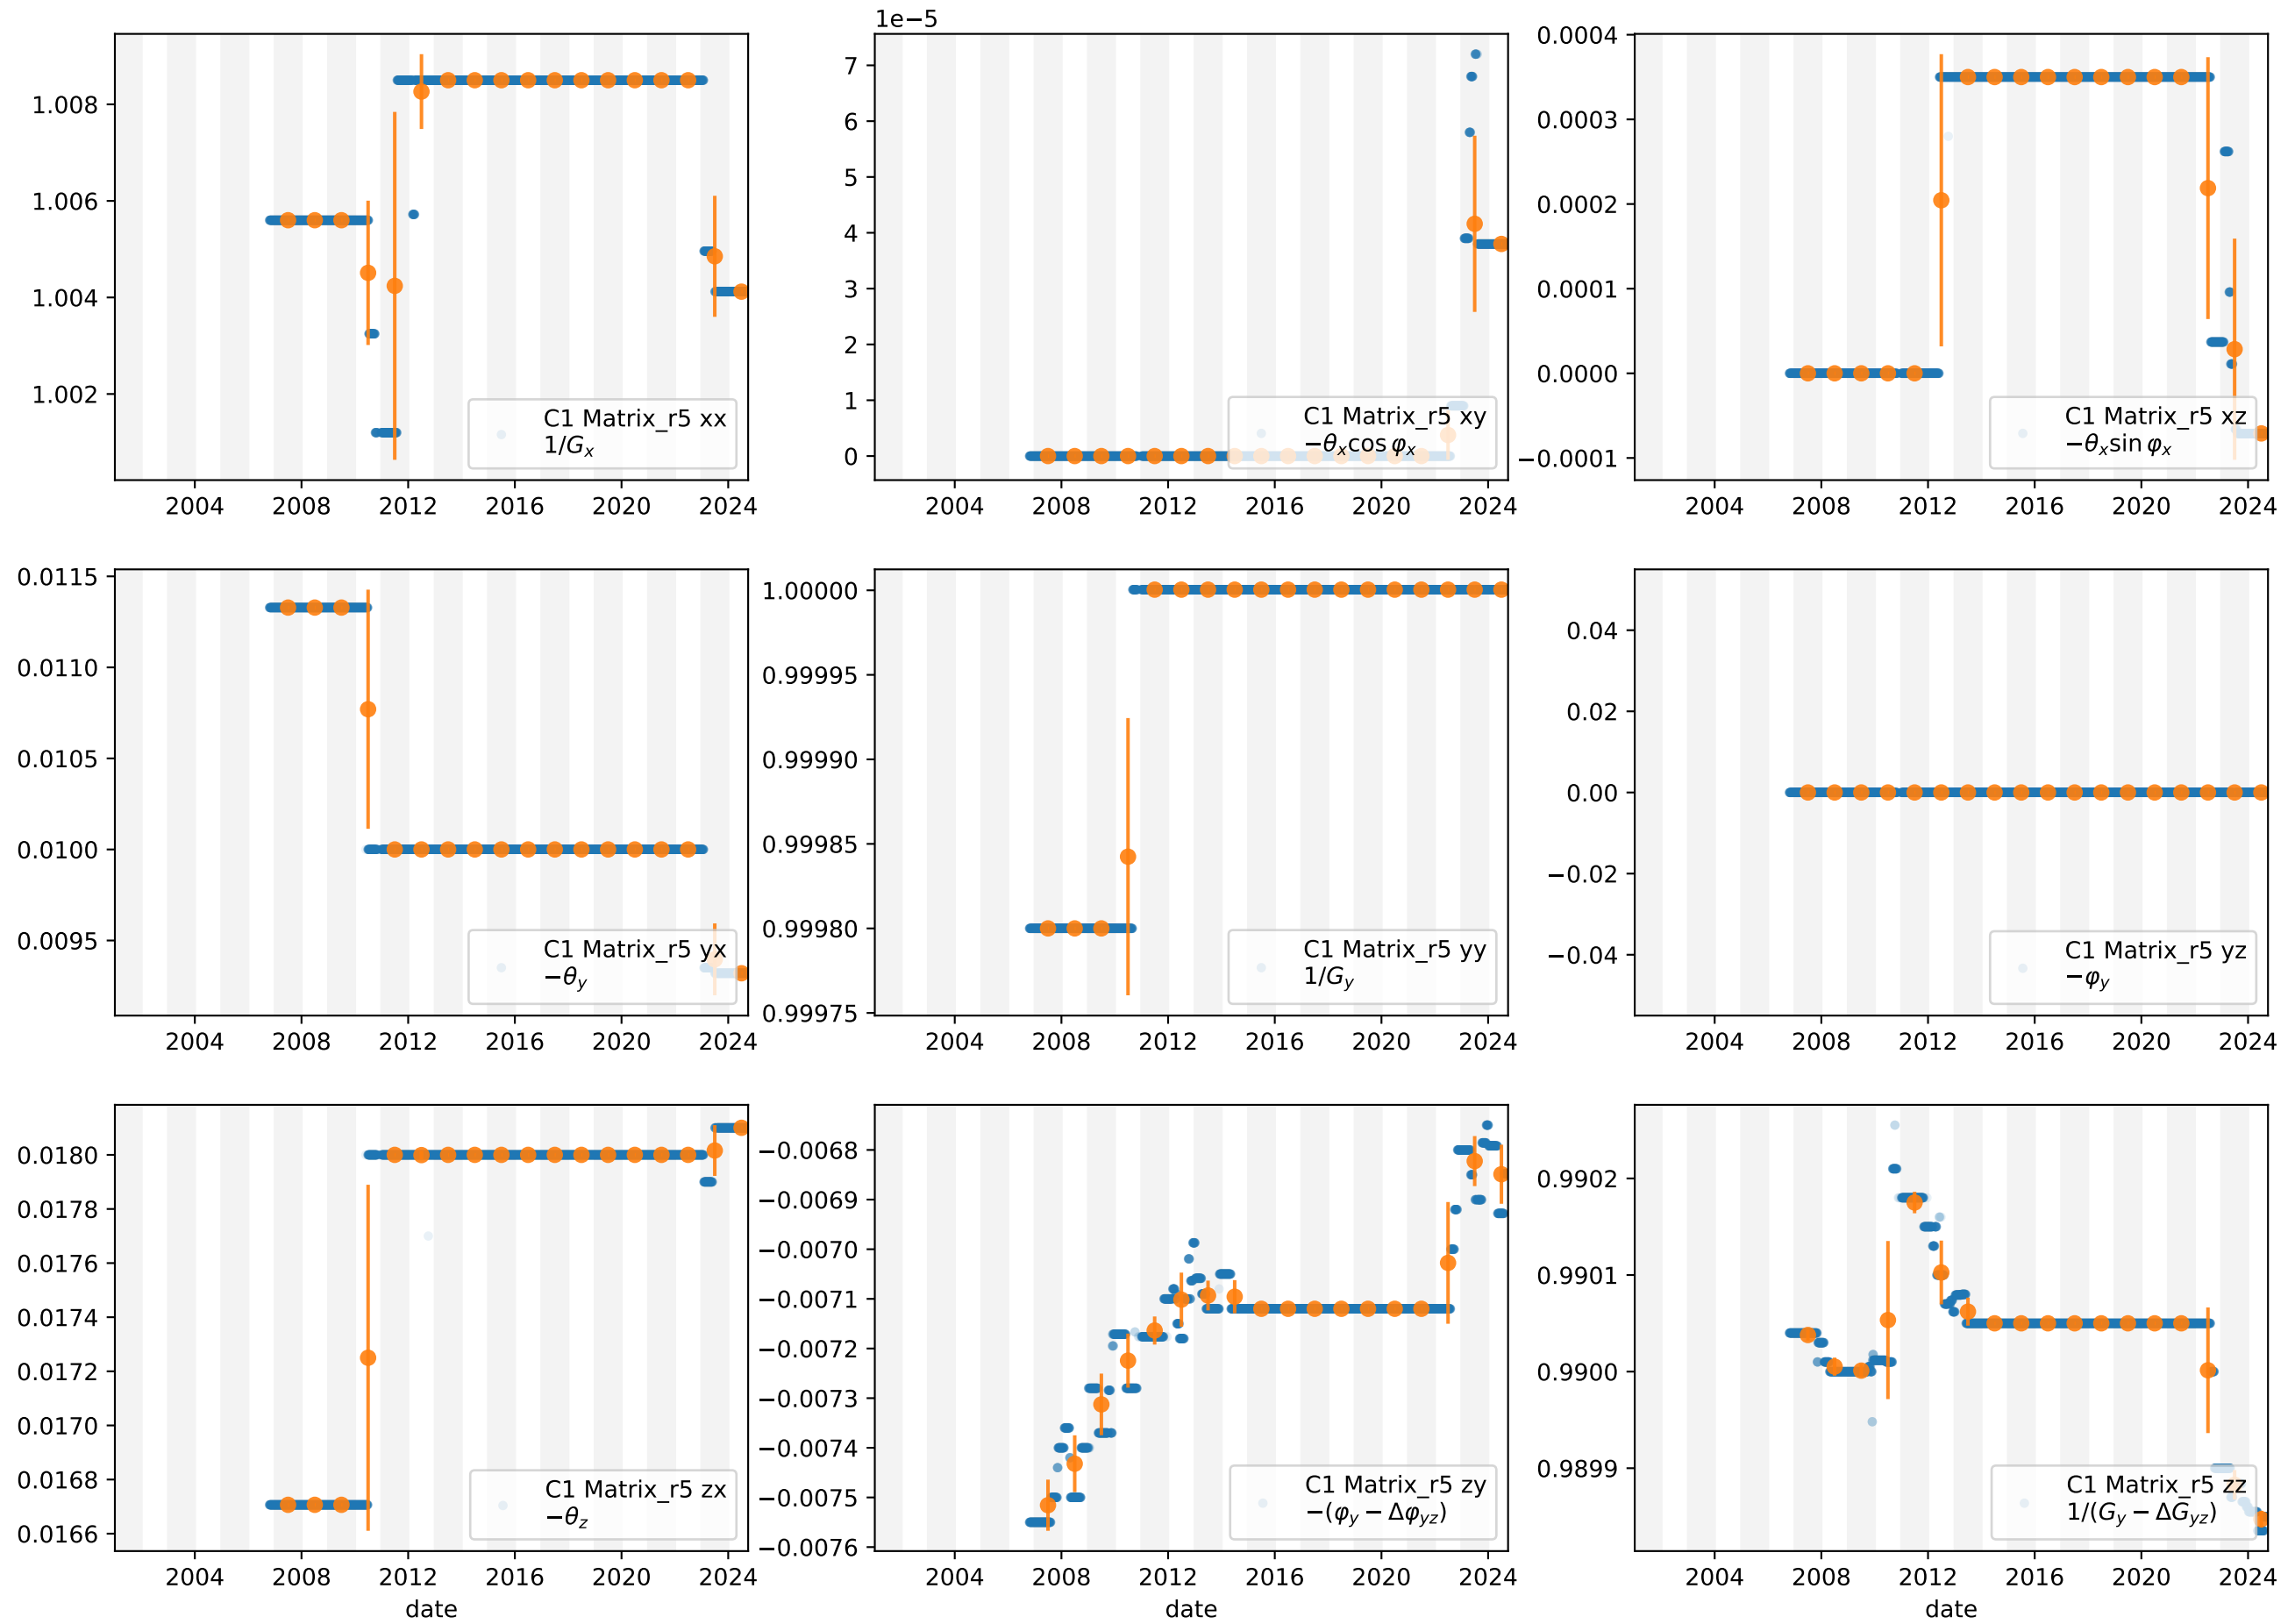 1e−5
1.008
1.006
1.004
1.002
C1 Matrix_r5 xx
1/G_x
2004 2008 2012 2016 2020 2024
7
6
5
4
3
2
1
0
C1 Matrix_r5 xy
−θ_x cos φ_x
2004 2008 2012 2016 2020 2024
0.0004
0.0003
0.0002
0.0001
0.0000
−0.0001
C1 Matrix_r5 xz
−θ_x sin φ_x
2004 2008 2012 2016 2020 2024
0.0115
0.0110
0.0105
0.0100
0.0095
C1 Matrix_r5 yx
−θ_y
2004 2008 2012 2016 2020 2024
1.00000
0.99995
0.99990
0.99985
0.99980
0.99975
C1 Matrix_r5 yy
1/G_y
2004 2008 2012 2016 2020 2024
0.04
0.02
0.00
−0.02
−0.04
C1 Matrix_r5 yz
−φ_y
2004 2008 2012 2016 2020 2024
0.0180
0.0178
0.0176
0.0174
0.0172
0.0170
0.0168
0.0166
C1 Matrix_r5 zx
−θ_z
2004 2008 2012 2016 2020 2024
date
−0.0068
−0.0069
−0.0070
−0.0071
−0.0072
−0.0073
−0.0074
−0.0075
−0.0076
C1 Matrix_r5 zy
−(φ_y − Δφ_yz)
2004 2008 2012 2016 2020 2024
date
0.9902
0.9901
0.9900
0.9899
C1 Matrix_r5 zz
1/(G_y − ΔG_yz)
2004 2008 2012 2016 2020 2024
date